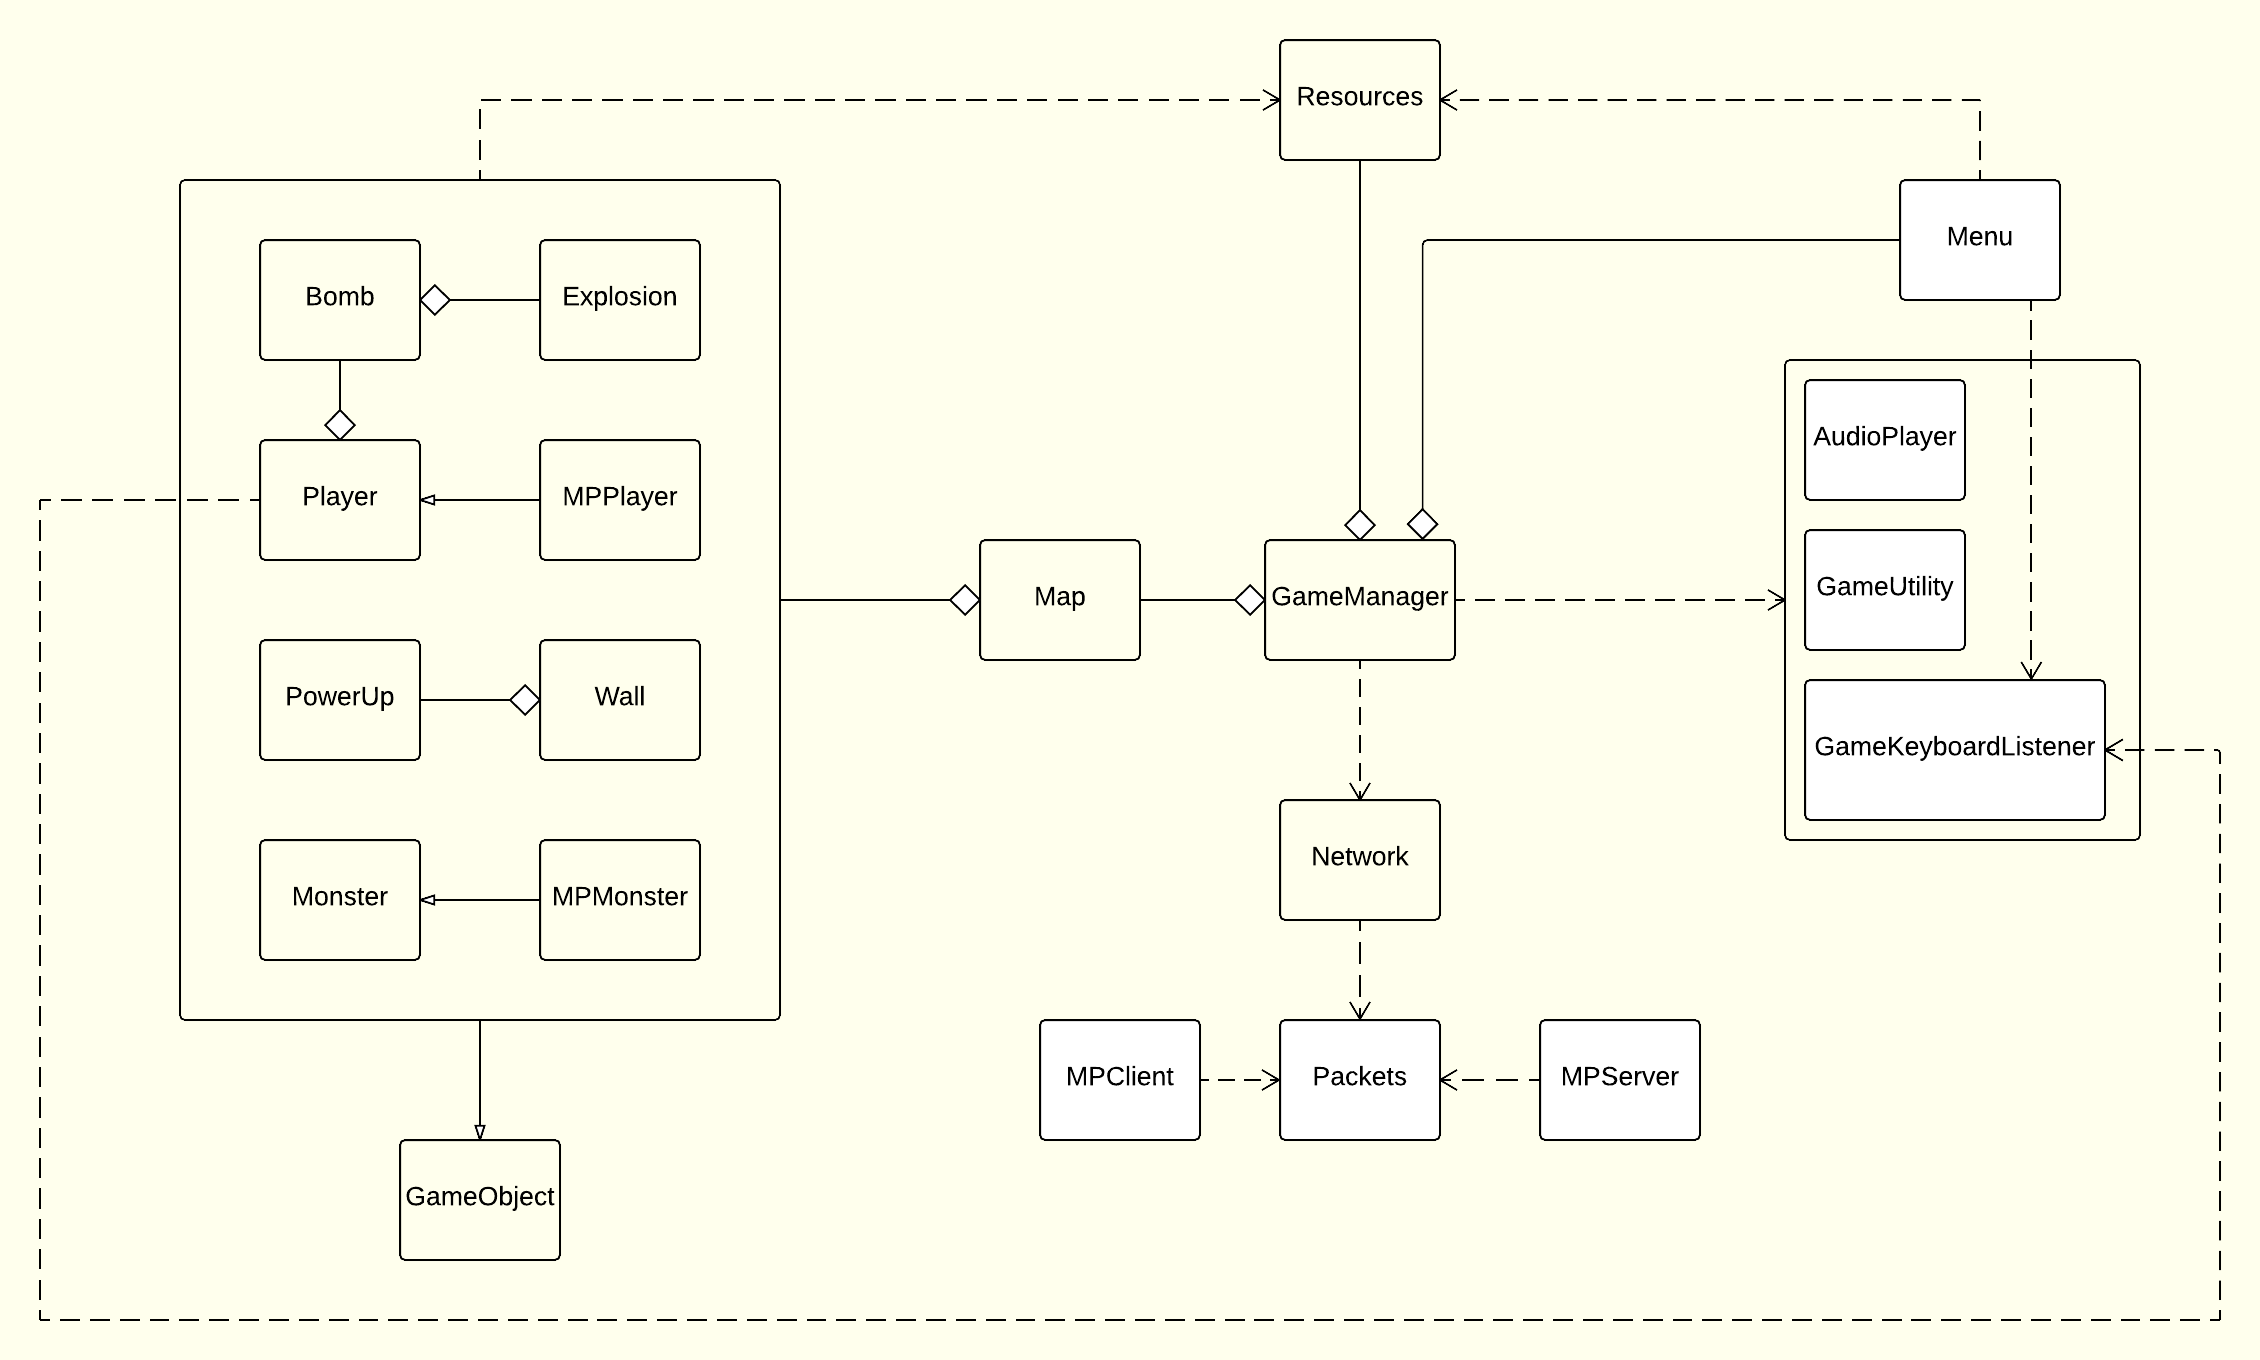 Resources
Menu
Bomb
Explosion
AudioPlayer
Player
MPPlayer
GameUtility
Map
GameManager
PowerUp
Wall
GameKeyboardListener
Network
Monster
MPMonster
MPClient
Packets
MPServer
GameObject